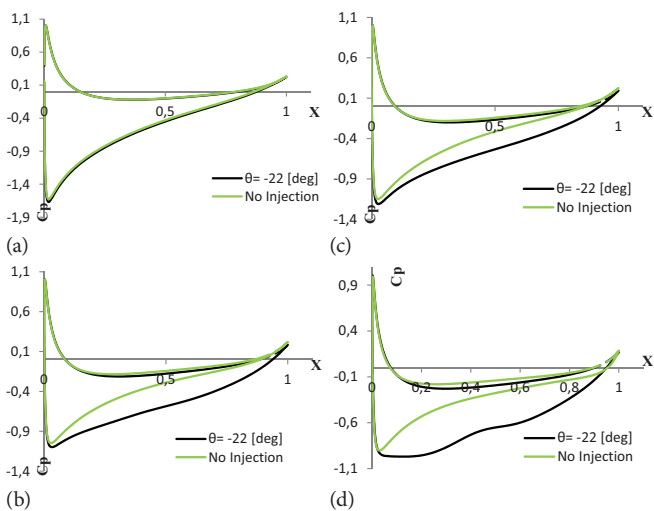 1,1
0,6
0,1
-0,4
-0,9
-1,4
-1,9
0
0,5
1
X
Cp
θ= -22 [deg]
No Injection
(a)
1,1
0,6
0,1
-0,4
-0,9
-1,4
0
0,5
1
X
Cp
θ= -22 [deg]
No Injection
(c)
1,1
0,6
0,1
-0,4
-0,9
-1,4
0
0,5
1
X
Cp
θ= -22 [deg]
No Injection
(b)
Cp
0,9
0,4
-0,1
-0,6
-1,1
0
0,2
0,4
0,6
0,8
1
X
θ= -22 [deg]
No Injection
(d)